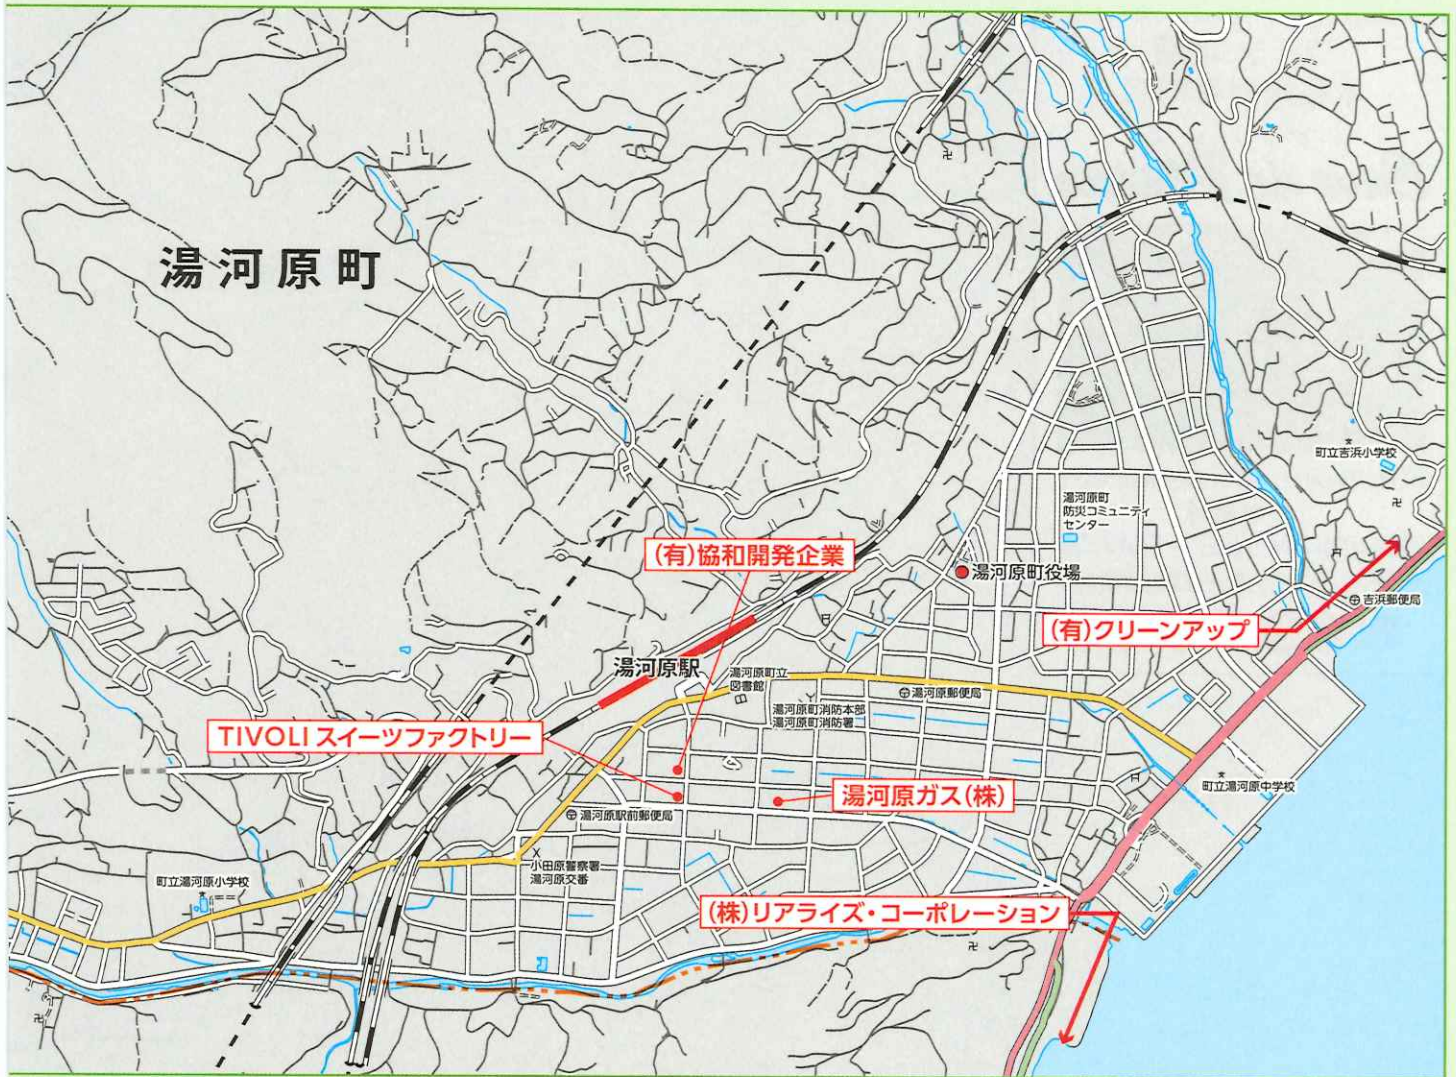 湯河原町
町立吉浜小学校
湯河原町
防災コミュニティ
センター
(有)協和開発企業
湯河原町役場
吉浜郵便局
(有)クリーンアップ
湯河原駅
湯河原町立
図書館
湯河原郵便局
湯河原町消防本部
湯河原町消防署
TIVOLIスイーツファクトリー
町立湯河原中学校
湯河原ガス(株)
湯河原駅前郵便局
小田原警察署
湯河原交番
町立湯河原小学校
(株)リアライズ・コーポレーション